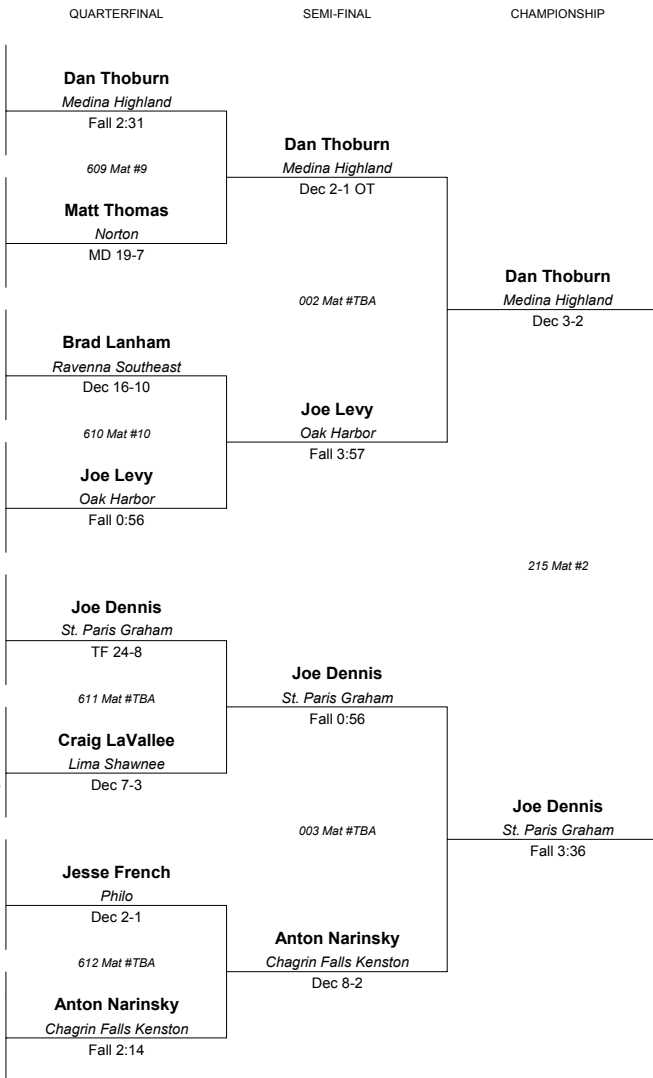 QUARTERFINAL SEMI-FINAL CHAMPIONSHIP
Dan Thoburn
Medina Highland
Fall 2:31
609 Mat #9
Matt Thomas
Norton
MD 19-7
Brad Lanham
Ravenna Southeast
Dec 16-10
610 Mat #10
Joe Levy
Oak Harbor
Fall 0:56
Joe Dennis
St. Paris Graham
TF 24-8
611 Mat #TBA
Craig LaVallee
Lima Shawnee
Dec 7-3
Jesse French
Philo
Dec 2-1
612 Mat #TBA
Anton Narinsky
Chagrin Falls Kenston
Fall 2:14
Dan Thoburn
Medina Highland
Dec 2-1 OT
002 Mat #TBA
Joe Levy
Oak Harbor
Fall 3:57
Joe Dennis
St. Paris Graham
Fall 0:56
003 Mat #TBA
Anton Narinsky
Chagrin Falls Kenston
Dec 8-2
Dan Thoburn
Medina Highland
Dec 3-2
215 Mat #2
Joe Dennis
St. Paris Graham
Fall 3:36